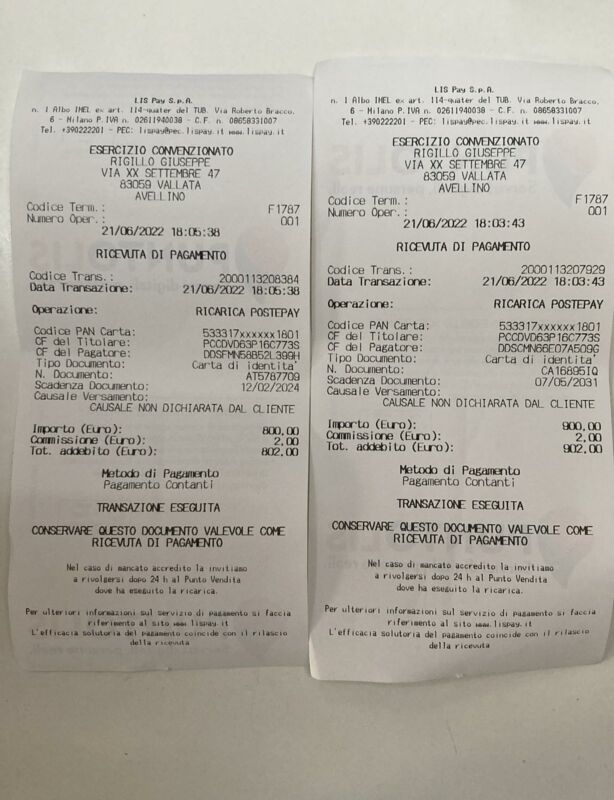 LIS Pay S.p.A.
n. 1 Albo IMEL ex art. 114-quater del TUB. Via Roberto Bracco,
6 - Milano P.IVA n. 02611940038 - C.F. n. 08658331007
Tel. +390222201 - PEC: lispay@pec.lispay.it www.lispay.it
ESERCIZIO CONVENZIONATO
RIGILLO GIUSEPPE
VIA XX SETTEMBRE 47
83059 VALLATA
AVELLINO
Codice Term.: F1787
Numero Oper.: 001
21/06/2022 18:05:38
RICEVUTA DI PAGAMENTO
Codice Trans.: 2000113208384
Data Transazione: 21/06/2022 18:05:38
Operazione: RICARICA POSTEPAY
Codice PAN Carta: 533317xxxxxx1801
CF del Titolare: PCCDVD63P16C773S
CF del Pagatore: DDSFMN58B52L399H
Tipo Documento: Carta di identita'
N. Documento: AT5787709
Scadenza Documento: 12/02/2024
Causale Versamento:
CAUSALE NON DICHIARATA DAL CLIENTE
Importo (Euro): 800,00
Commissione (Euro): 2,00
Tot. addebito (Euro): 802,00
Metodo di Pagamento
Pagamento Contanti
TRANSAZIONE ESEGUITA
CONSERVARE QUESTO DOCUMENTO VALEVOLE COME
RICEVUTA DI PAGAMENTO
Nel caso di mancato accredito la invitiamo
a rivolgersi dopo 24 h al Punto Vendita
dove ha eseguito la ricarica.
Per ulteriori informazioni sul servizio di pagamento si faccia
riferimento al sito www.lispay.it
L'efficacia solutoria del pagamento coincide con il rilascio
della ricevuta
LIS Pay S.p.A.
n. 1 Albo IMEL ex art. 114-quater del TUB. Via Roberto Bracco,
6 - Milano P.IVA n. 02611940038 - C.F. n. 08658331007
Tel. +390222201 - PEC: lispay@pec.lispay.it www.lispay.it
ESERCIZIO CONVENZIONATO
RIGILLO GIUSEPPE
VIA XX SETTEMBRE 47
83059 VALLATA
AVELLINO
Codice Term.: F1787
Numero Oper.: 001
21/06/2022 18:03:43
RICEVUTA DI PAGAMENTO
Codice Trans.: 2000113207929
Data Transazione: 21/06/2022 18:03:43
Operazione: RICARICA POSTEPAY
Codice PAN Carta: 533317xxxxxx1801
CF del Titolare: PCCDVD63P16C773S
CF del Pagatore: DDSCMN66E07A509G
Tipo Documento: Carta di identita'
N. Documento: CA16895IQ
Scadenza Documento: 07/05/2031
Causale Versamento:
CAUSALE NON DICHIARATA DAL CLIENTE
Importo (Euro): 900,00
Commissione (Euro): 2,00
Tot. addebito (Euro): 902,00
Metodo di Pagamento
Pagamento Contanti
TRANSAZIONE ESEGUITA
CONSERVARE QUESTO DOCUMENTO VALEVOLE COME
RICEVUTA DI PAGAMENTO
Nel caso di mancato accredito la invitiamo
a rivolgersi dopo 24 h al Punto Vendita
dove ha eseguito la ricarica.
Per ulteriori informazioni sul servizio di pagamento si faccia
riferimento al sito www.lispay.it
L'efficacia solutoria del pagamento coincide con il rilascio
della ricevuta